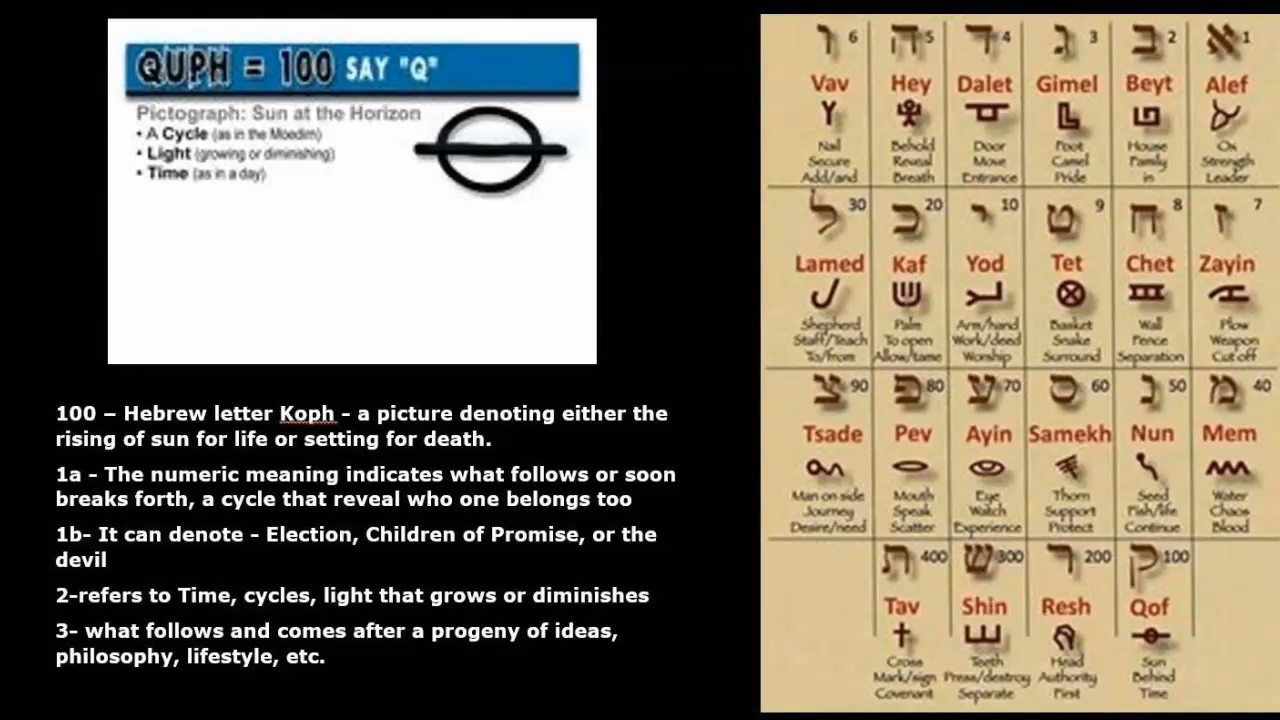 QUPH = 100 SAY "Q"
Pictograph: Sun at the Horizon
• A Cycle (as in the Moedim)
• Light (growing or diminishing)
• Time (as in a day)
100 – Hebrew letter Koph - a picture denoting either the
rising of sun for life or setting for death.
1a - The numeric meaning indicates what follows or soon
breaks forth, a cycle that reveal who one belongs too
1b- It can denote - Election, Children of Promise, or the
devil
2-refers to Time, cycles, light that grows or diminishes
3- what follows and comes after a progeny of ideas,
philosophy, lifestyle, etc.
ו 6 ה 5 ד 4 ג 3 ב 2 א 1
Vav Hey Dalet Gimel Beyt Alef
Nail Behold Door Foot House Ox
Secure Reveal Move Camel Family Strength
Add/and Breath Entrance Pride in Leader
ל 30 כ 20 י 10 ט 9 ח 8 ז 7
Lamed Kaf Yod Tet Chet Zayin
Shepherd Palm Arm/hand Basket Wall Plow
Staff/Teach To open Work/deed Snake Fence Weapon
To/from Allow/tame Worship Surround Separation Cut off
צ 90 פ 80 ע 70 ס 60 נ 50 מ 40
Tsade Pey Ayin Samekh Nun Mem
Man on side Mouth Eye Thorn Seed Water
Journey Speak Watch Support Fish/life Chaos
Desire/need Scatter Experience Protect Continue Blood
ת 400 ש 300 ר 200 ק 100
Tav Shin Resh Qof
Cross Teeth Head Sun
Mark/sign Press/destroy Authority Behind
Covenant Separate First Time